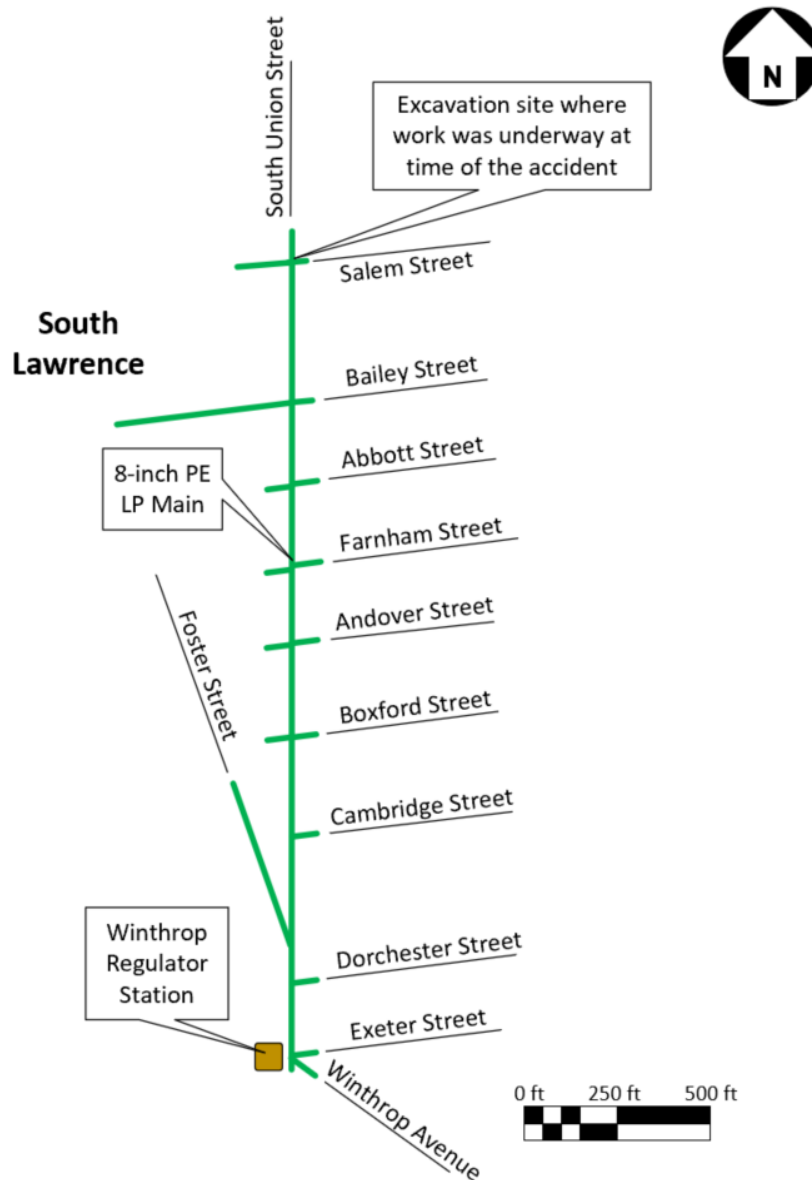 South Union Street
N
Excavation site where
work was underway at
time of the accident
Salem Street
South
Lawrence
Bailey Street
Abbott Street
8-inch PE
LP Main
Farnham Street
Andover Street
Foster Street
Boxford Street
Cambridge Street
Winthrop
Regulator
Station
Dorchester Street
Exeter Street
Winthrop Avenue
0 ft 250 ft 500 ft